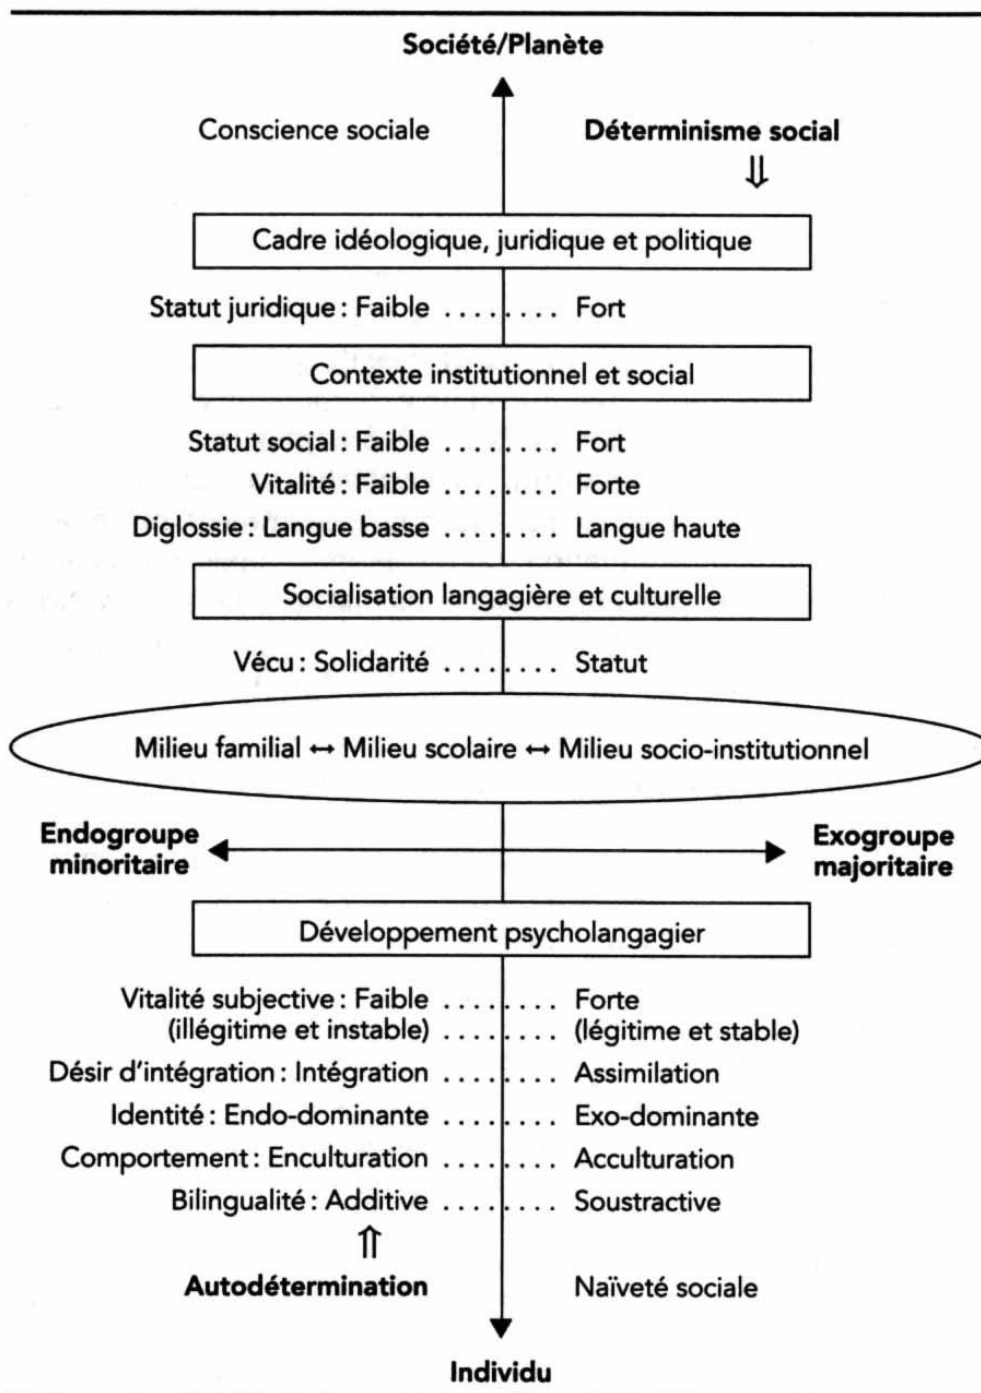 Société/Planète
Conscience sociale Déterminisme social
⇓
Cadre idéologique, juridique et politique
Statut juridique : Faible ........ Fort
Contexte institutionnel et social
Statut social : Faible ........ Fort
Vitalité : Faible ........ Forte
Diglossie : Langue basse ........ Langue haute
Socialisation langagière et culturelle
Vécu : Solidarité ........ Statut
Milieu familial ↔ Milieu scolaire ↔ Milieu socio-institutionnel
Endogroupe Exogroupe
minoritaire majoritaire
Développement psycholangagier
Vitalité subjective : Faible ........ Forte
(illégitime et instable) ........ (légitime et stable)
Désir d'intégration : Intégration ........ Assimilation
Identité : Endo-dominante ........ Exo-dominante
Comportement : Enculturation ........ Acculturation
Bilingualité : Additive ........ Soustractive
⇑
Autodétermination Naïveté sociale
Individu